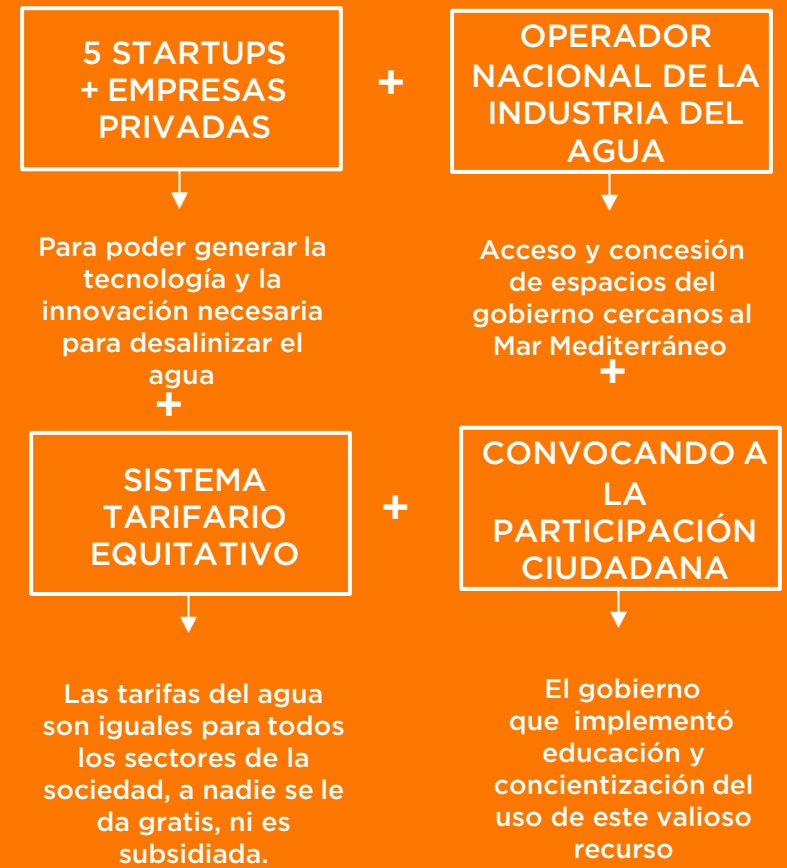 5 STARTUPS
+ EMPRESAS
PRIVADAS
+
OPERADOR
NACIONAL DE LA
INDUSTRIA DEL
AGUA
Para poder generar la
tecnología y la
innovación necesaria
para desalinizar el
agua
+
Acceso y concesión
de espacios del
gobierno cercanos al
Mar Mediterráneo
+
SISTEMA
TARIFARIO
EQUITATIVO
+
CONVOCANDO A
LA
PARTICIPACIÓN
CIUDADANA
Las tarifas del agua
son iguales para todos
los sectores de la
sociedad, a nadie se le
da gratis, ni es
subsidiada.
El gobierno
que implementó
educación y
concientización del
uso de este valioso
recurso